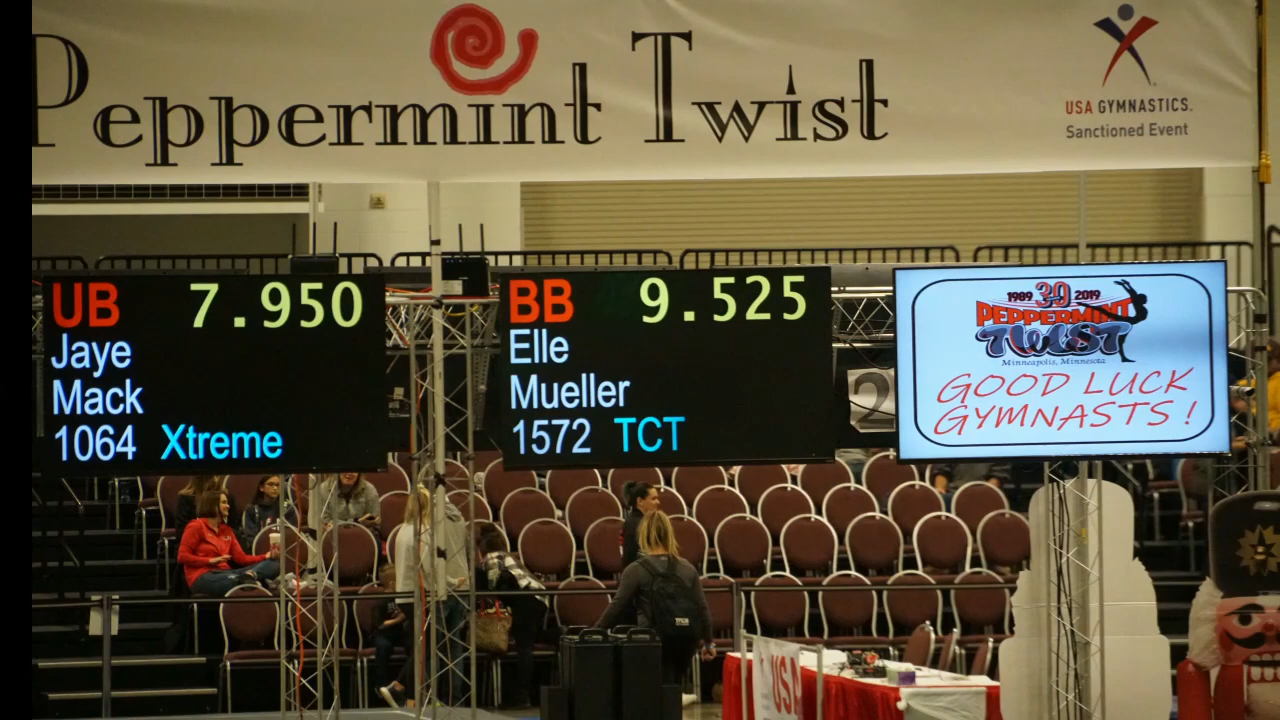 Peppermint Twist
USA GYMNASTICS.
Sanctioned Event
UB 7.950
Jaye
Mack
1064 Xtreme
BB 9.525
Elle
Mueller
1572 TCT
2
1989 30 2019
PEPPERMINT
TWIST
Minneapolis, Minnesota
GOOD LUCK
GYMNASTS!
USA